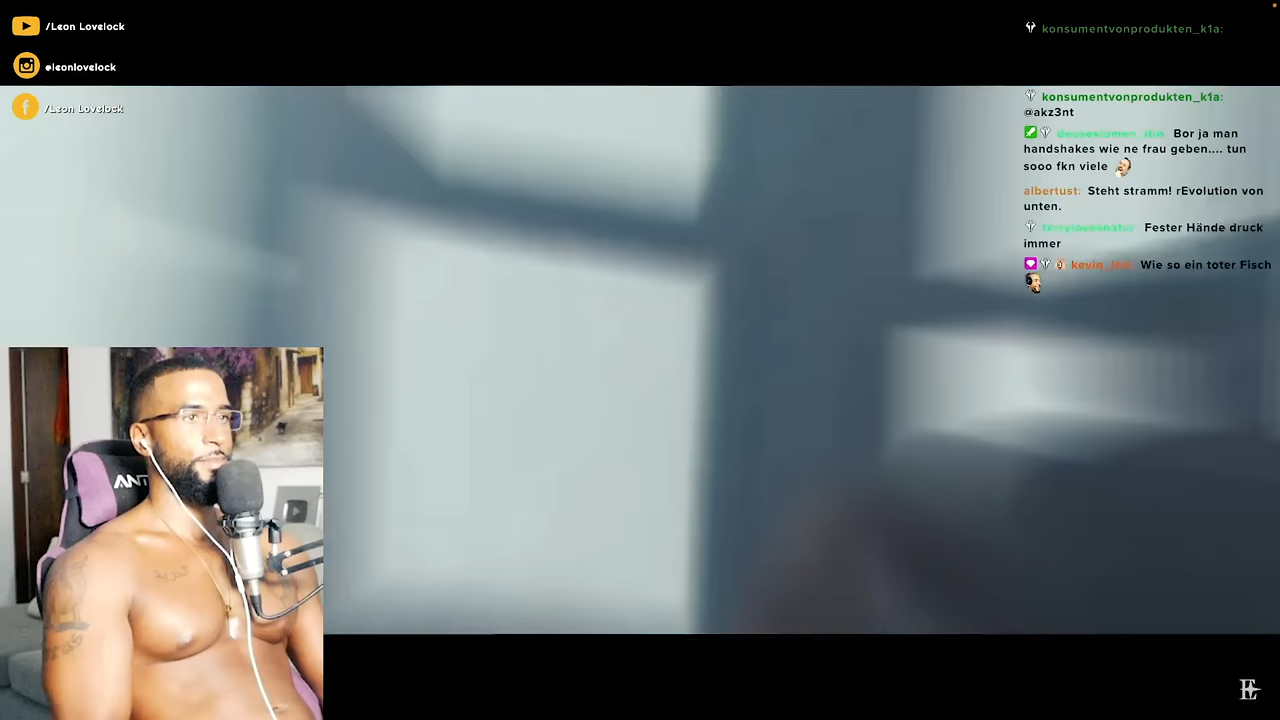 /Leon Lovelock
@leonlovelock
/Leon Lovelock
konsumentvonprodukten_k1a:
konsumentvonprodukten_k1a:
@akz3nt
Bor ja man
handshakes wie ne frau geben.... tun
sooo fkn viele
albertust: Steht stramm! rEvolution von
unten.
Fester Hände druck
immer
Wie so ein toter Fisch
ANT